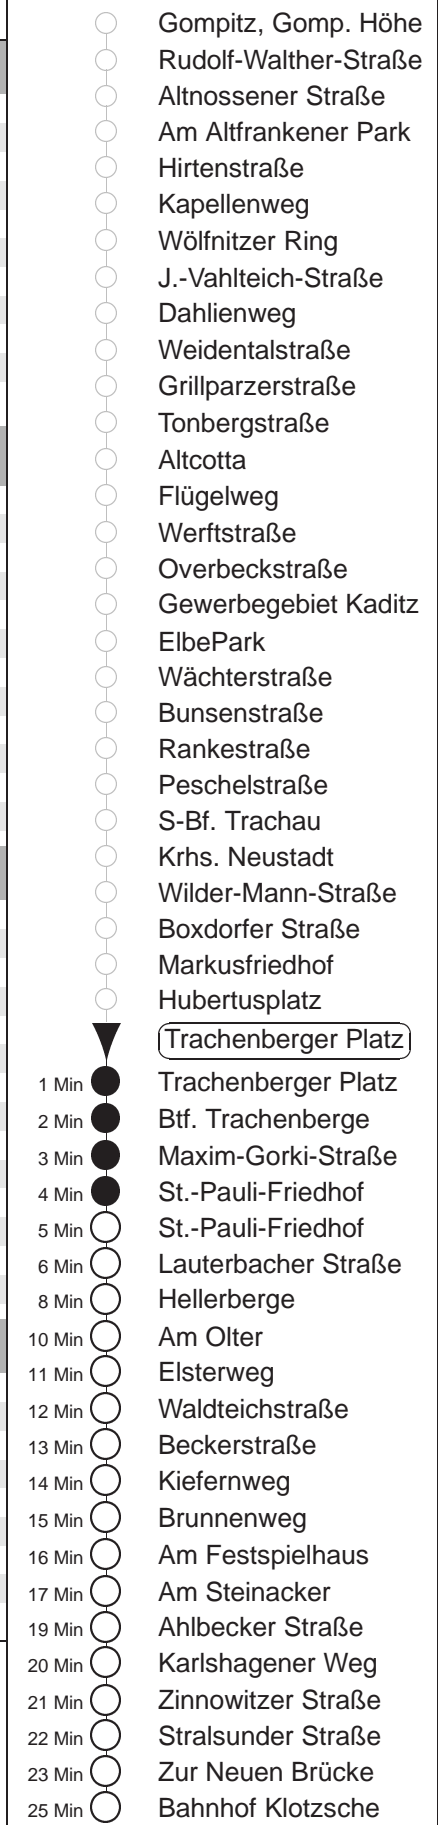 Gompitz, Gomp. Höhe
Rudolf-Walther-Straße
Altnossener Straße
Am Altfrankener Park
Hirtenstraße
Kapellenweg
Wölfnitzer Ring
J.-Vahlteich-Straße
Dahlienweg
Weidentalstraße
Grillparzerstraße
Tonbergstraße
Altcotta
Flügelweg
Werftstraße
Overbeckstraße
Gewerbegebiet Kaditz
ElbePark
Wächterstraße
Bunsenstraße
Rankestraße
Peschelstraße
S-Bf. Trachau
Krhs. Neustadt
Wilder-Mann-Straße
Boxdorfer Straße
Markusfriedhof
Hubertusplatz
Trachenberger Platz
1 Min Trachenberger Platz
2 Min Btf. Trachenberge
3 Min Maxim-Gorki-Straße
4 Min St.-Pauli-Friedhof
5 Min St.-Pauli-Friedhof
6 Min Lauterbacher Straße
8 Min Hellerberge
10 Min Am Olter
11 Min Elsterweg
12 Min Waldteichstraße
13 Min Beckerstraße
14 Min Kiefernweg
15 Min Brunnenweg
16 Min Am Festspielhaus
17 Min Am Steinacker
19 Min Ahlbecker Straße
20 Min Karlshagener Weg
21 Min Zinnowitzer Straße
22 Min Stralsunder Straße
23 Min Zur Neuen Brücke
25 Min Bahnhof Klotzsche